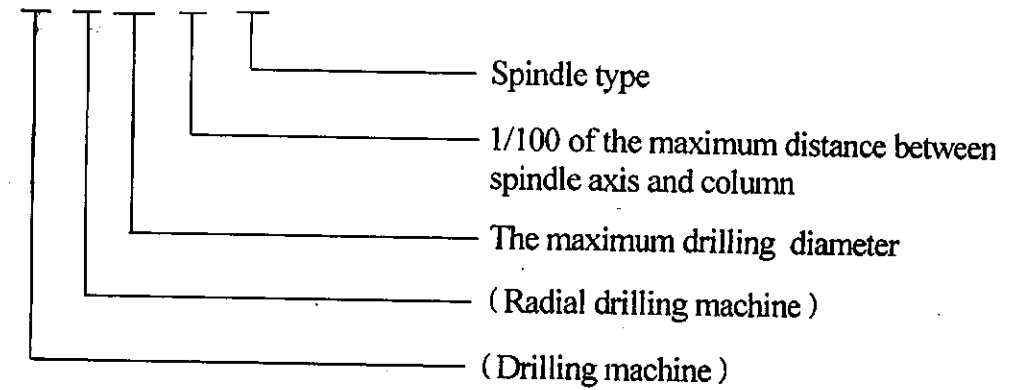 Spindle type
1/100 of the maximum distance between
spindle axis and column
The maximum drilling diameter
(Radial drilling machine)
(Drilling machine)